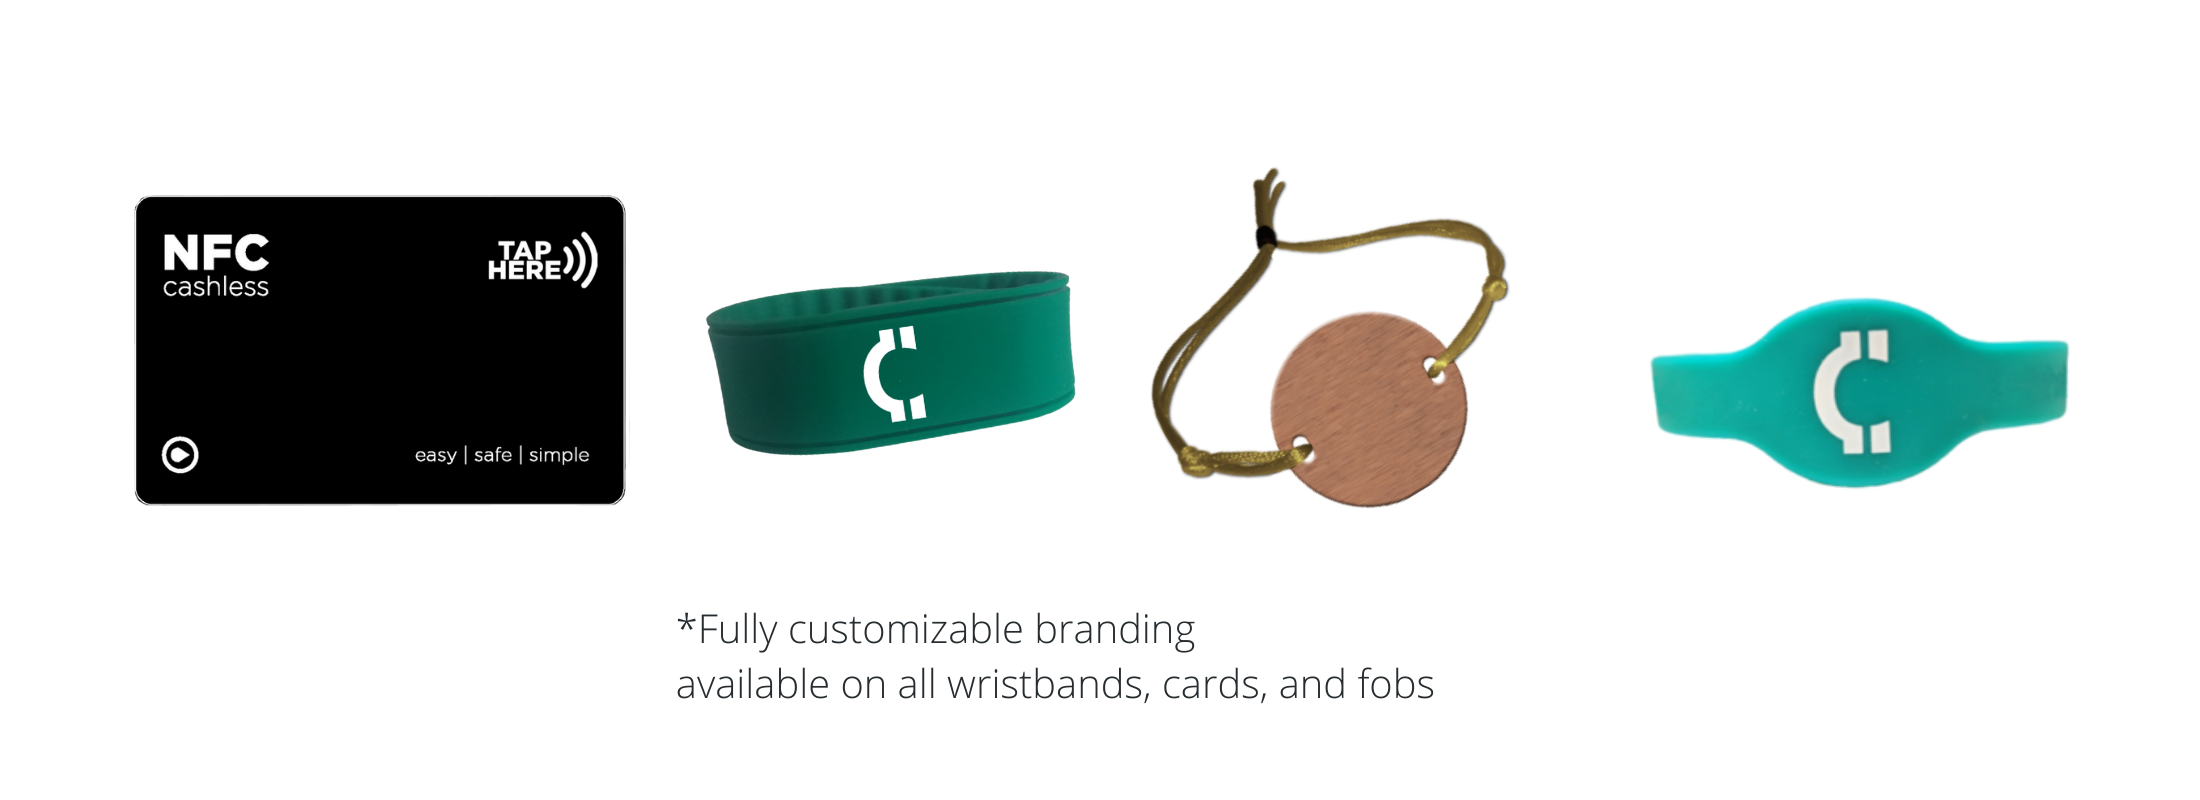 NFC
cashless
TAP
HERE
easy | safe | simple
*Fully customizable branding
available on all wristbands, cards, and fobs